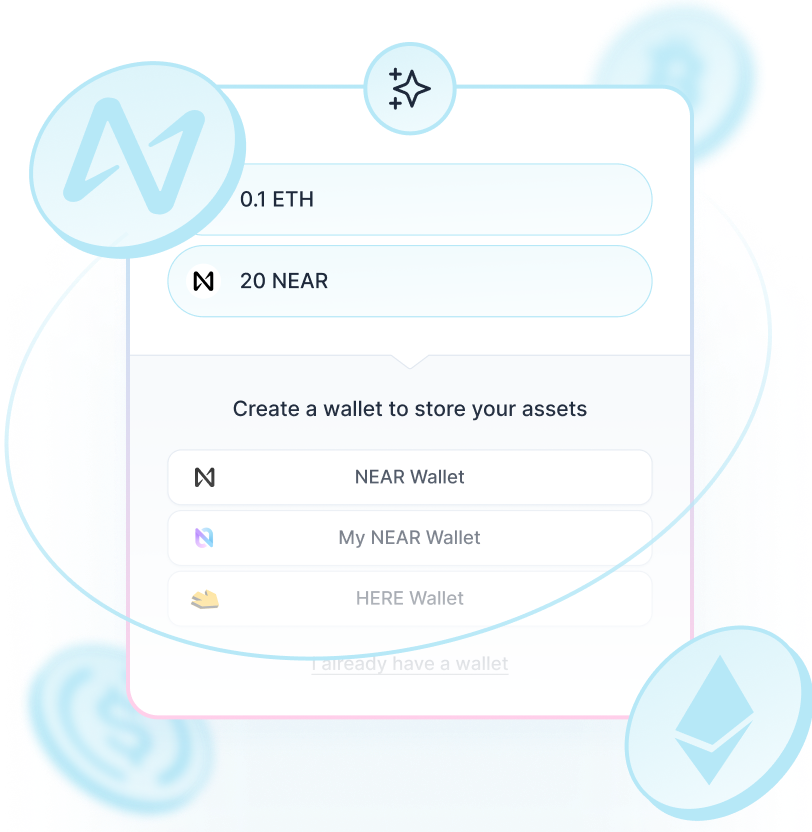 0.1 ETH
20 NEAR
Create a wallet to store your assets
NEAR Wallet
My NEAR Wallet
HERE Wallet
I already have a wallet